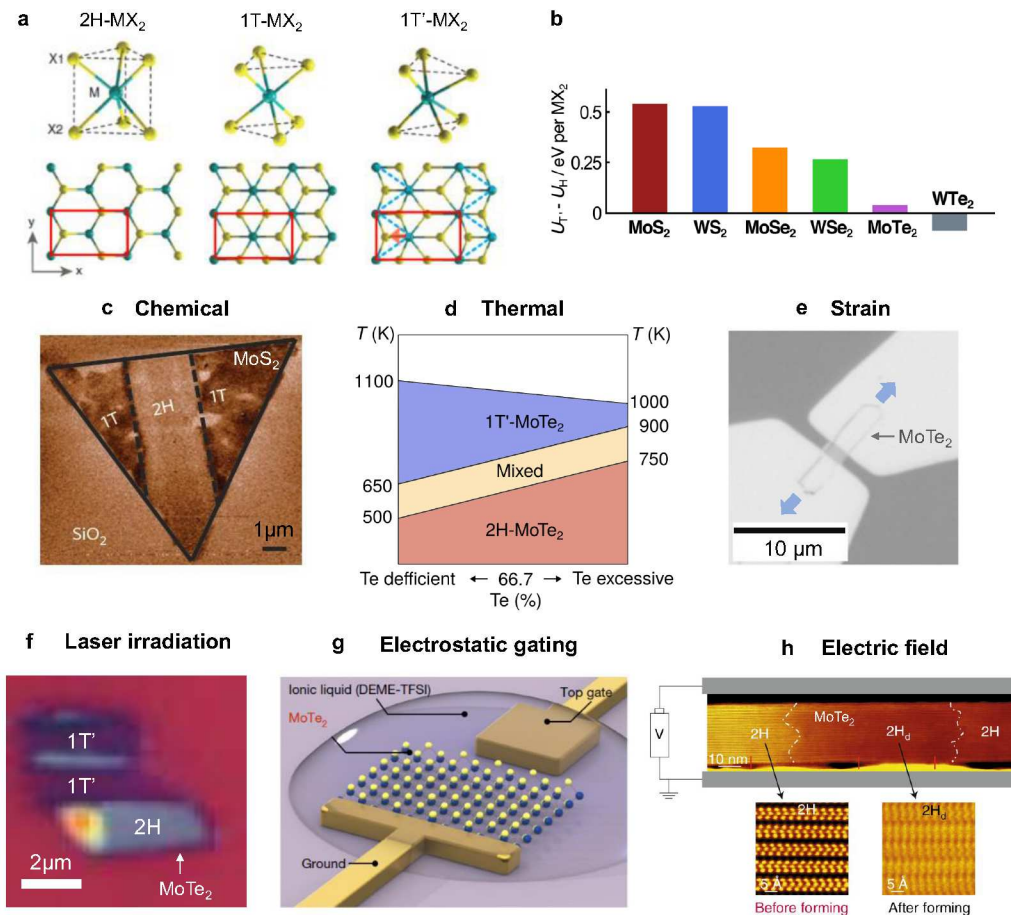 a
2H-MX₂
1T-MX₂
1T’-MX₂
X1
M
X2
y
x
b
U_T' - U_H / eV per MX₂
0.5
0.25
0
MoS₂
WS₂
MoSe₂
WSe₂
MoTe₂
WTe₂
c Chemical
MoS₂
1T
2H
1T
SiO₂
1μm
d Thermal
T (K)
T (K)
1100
1000
1T'-MoTe₂
900
Mixed
750
650
500
2H-MoTe₂
Te defficient ← 66.7 → Te excessive
Te (%)
e Strain
MoTe₂
10 μm
f Laser irradiation
1T’
1T’
2H
2μm
MoTe₂
g Electrostatic gating
Ionic liquid (DEME-TFSI)
Top gate
MoTe₂
Ground
h Electric field
V
MoTe₂
2H
2H_d
2H
10 nm
2H
2H_d
5 Å
5 Å
Before forming
After forming